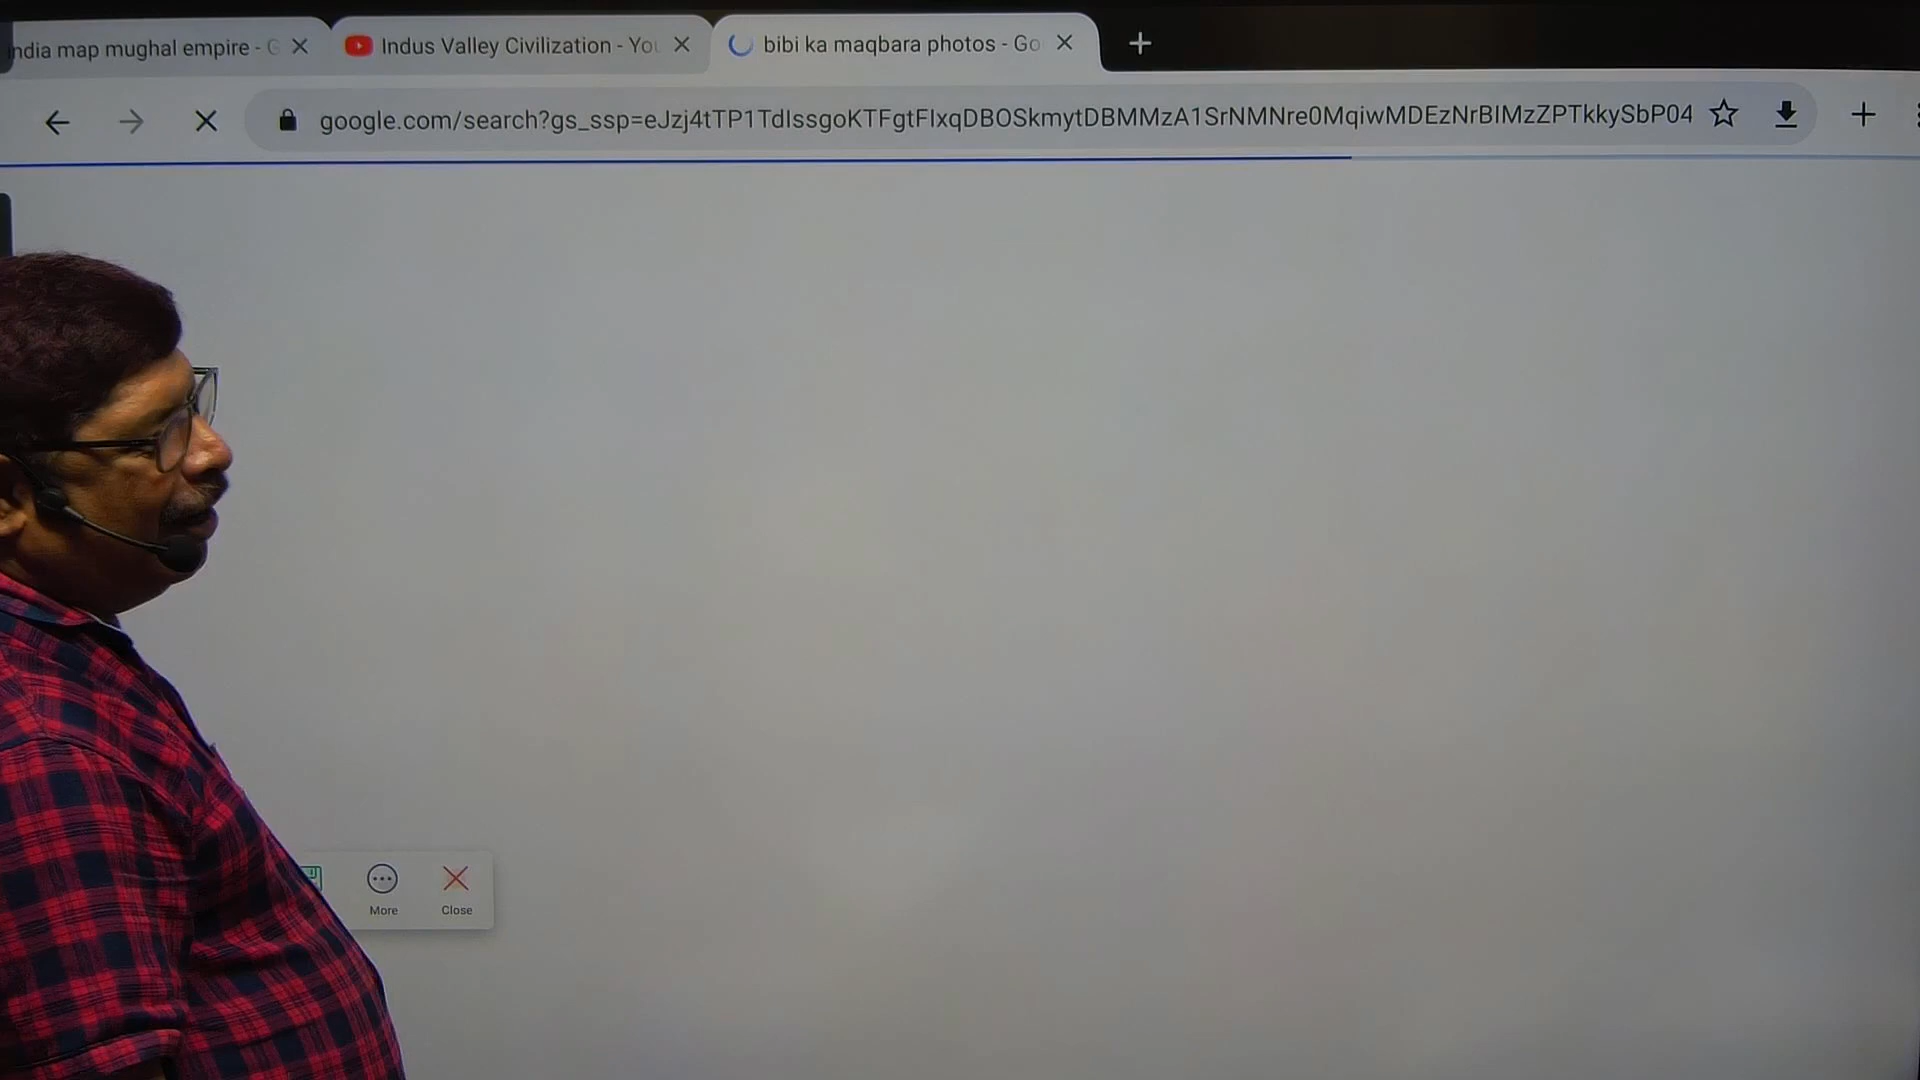 india map mughal empire - G
Indus Valley Civilization - You
bibi ka maqbara photos - Go
google.com/search?gs_ssp=eJzj4tTP1TdIssgoKTFgtFIxqDBOSkmytDBMMzA1SrNMNre0MqiwMDEzNrBIMzZPTkkySbP04
More
Close